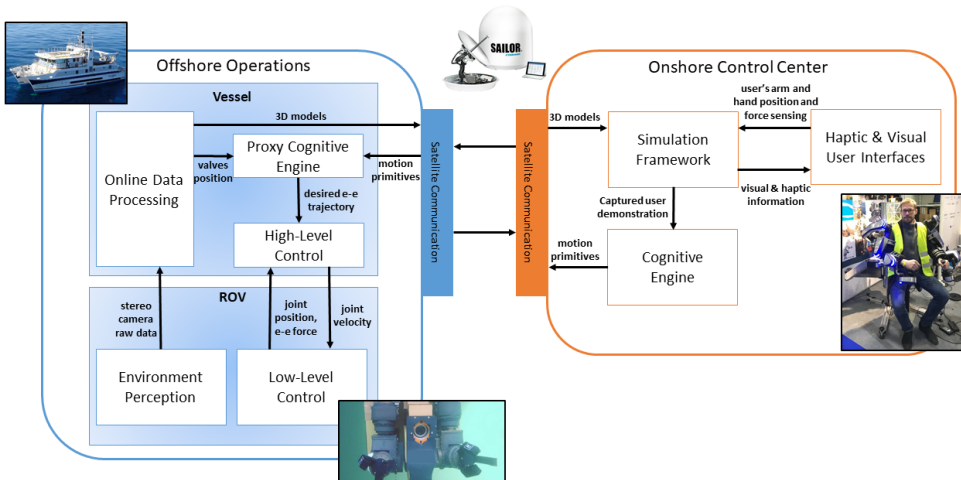 Offshore Operations
Vessel
3D models
Online Data
Processing
valves
position
Proxy Cognitive
Engine
motion
primitives
desired e-e
trajectory
High-Level
Control
ROV
stereo
camera
raw data
joint
position,
e-e force
joint
velocity
Environment
Perception
Low-Level
Control
Satellite Communication
SAILOR
Satellite Communication
Onshore Control Center
3D models
Simulation
Framework
user's arm and
hand position and
force sensing
Haptic & Visual
User Interfaces
visual & haptic
information
Captured user
demonstration
motion
primitives
Cognitive
Engine